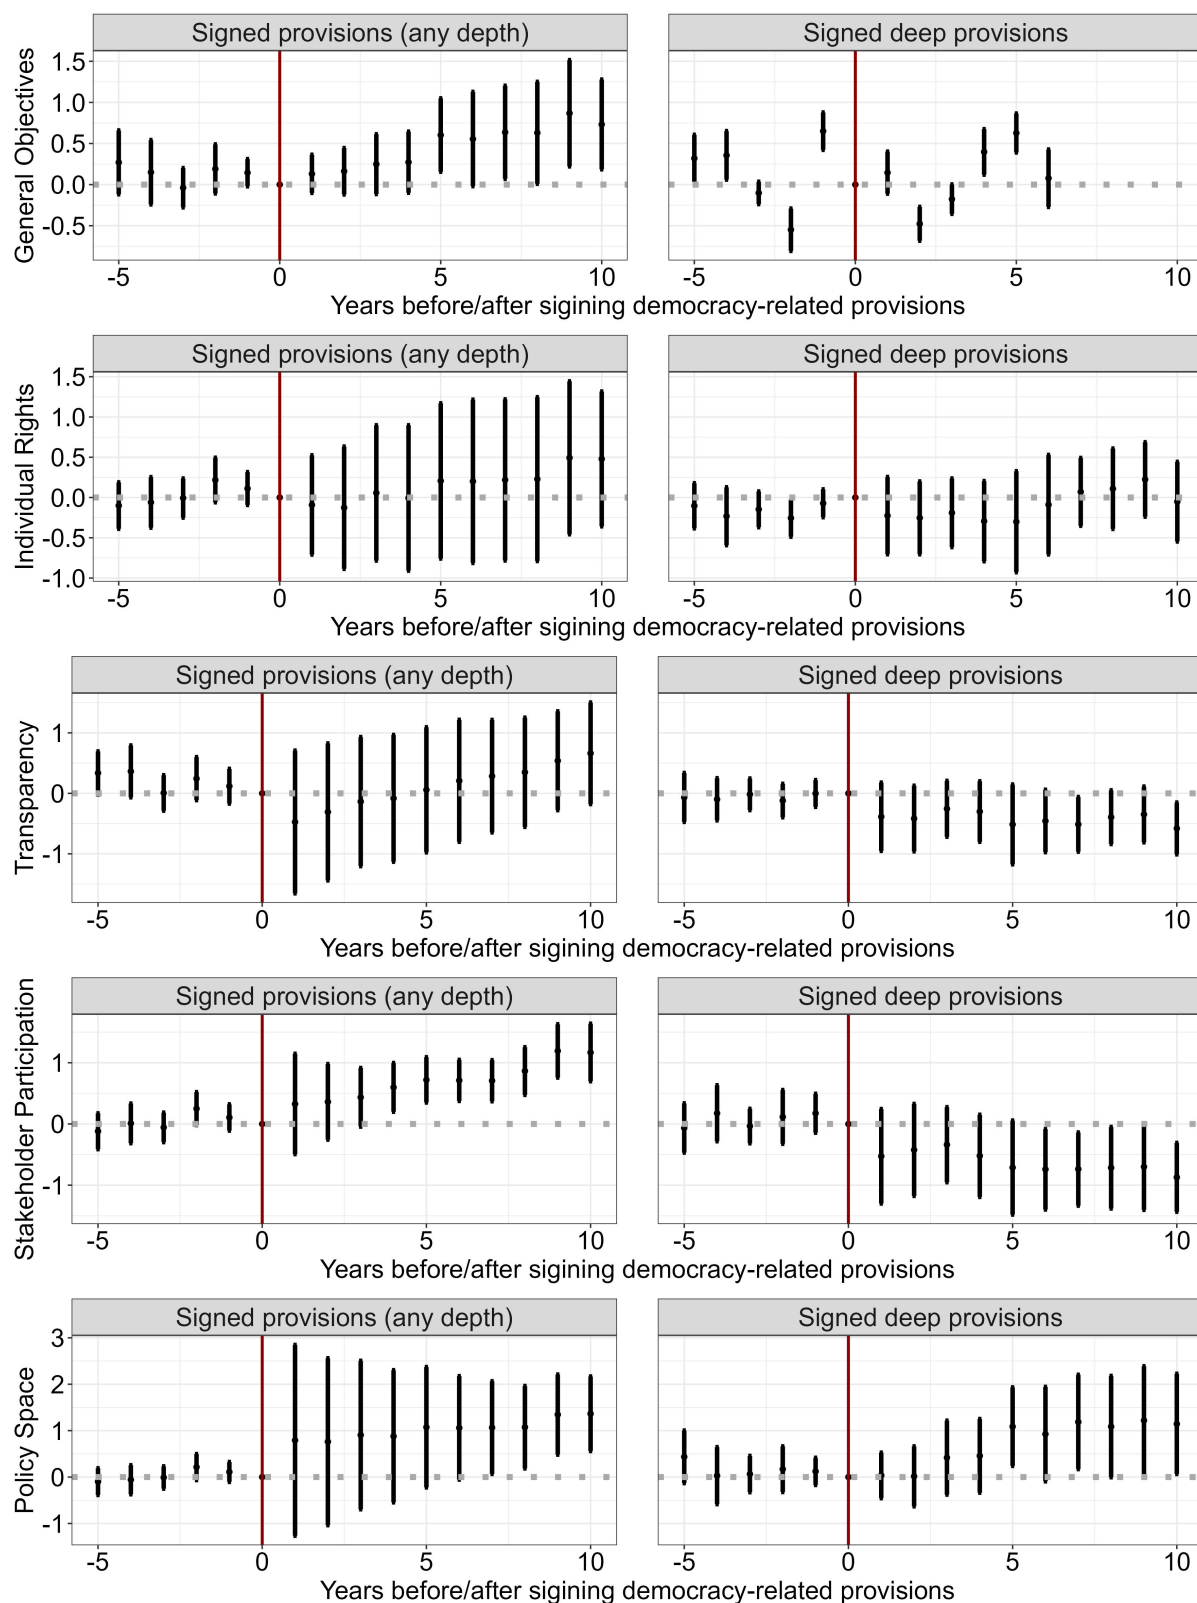 Signed provisions (any depth) Signed deep provisions
General Objectives
1.5
1.0
0.5
0.0
-0.5
-5 0 5 10 -5 0 5 10
Years before/after sigining democracy-related provisions
Signed provisions (any depth) Signed deep provisions
Individual Rights
1.5
1.0
0.5
0.0
-0.5
-1.0
-5 0 5 10 -5 0 5 10
Years before/after sigining democracy-related provisions
Signed provisions (any depth) Signed deep provisions
Transparency
1
0
-1
-5 0 5 10 -5 0 5 10
Years before/after sigining democracy-related provisions
Signed provisions (any depth) Signed deep provisions
Stakeholder Participation
1
0
-1
-5 0 5 10 -5 0 5 10
Years before/after sigining democracy-related provisions
Signed provisions (any depth) Signed deep provisions
Policy Space
3
2
1
0
-1
-5 0 5 10 -5 0 5 10
Years before/after sigining democracy-related provisions